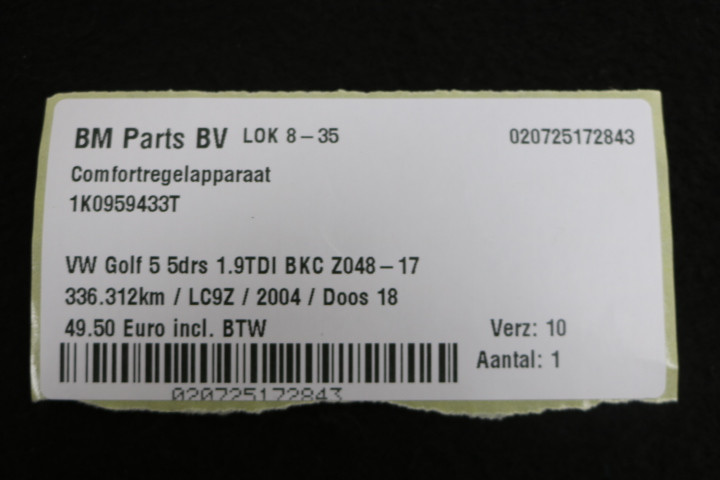 BM Parts BV LOK 8-35 020725172843
Comfortregelapparaat
1K0959433T
VW Golf 5 5drs 1.9TDI BKC Z048-17
336.312km / LC9Z / 2004 / Doos 18
49.50 Euro incl. BTW Verz: 10
Aantal: 1
020725172843